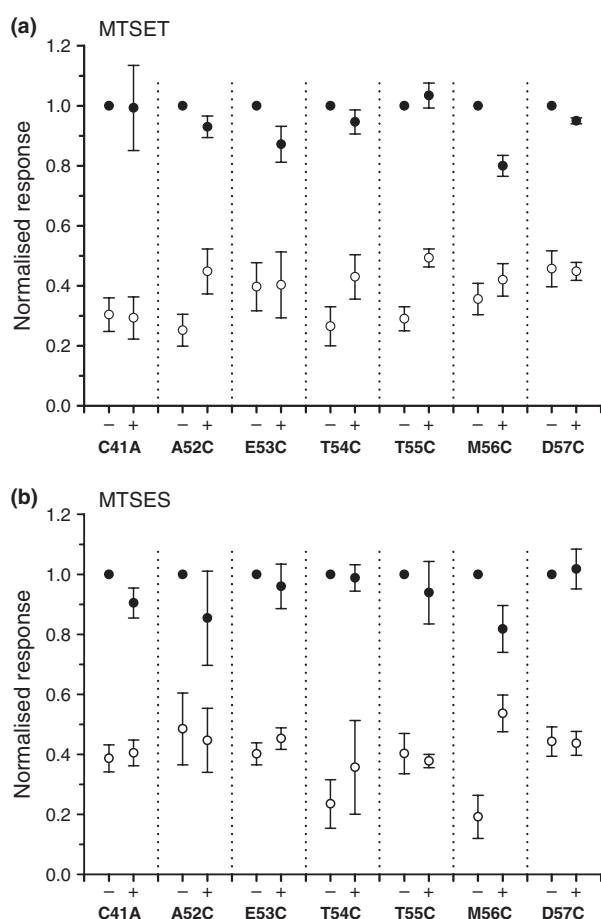 (a) MTSET
1.2
1.0
0.8
0.6
0.4
0.2
0.0
Normalised response
− + − + − + − + − + − + − +
C41A A52C E53C T54C T55C M56C D57C
(b) MTSES
1.2
1.0
0.8
0.6
0.4
0.2
0.0
Normalised response
− + − + − + − + − + − + − +
C41A A52C E53C T54C T55C M56C D57C